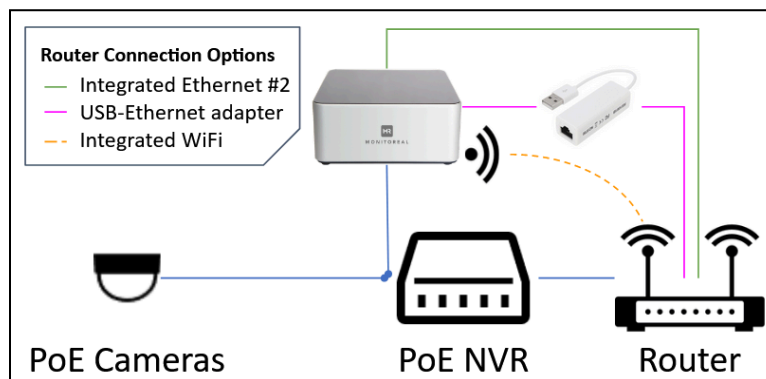 Router Connection Options
Integrated Ethernet #2
USB-Ethernet adapter
Integrated WiFi
MONITOREAL
PoE Cameras
PoE NVR
Router